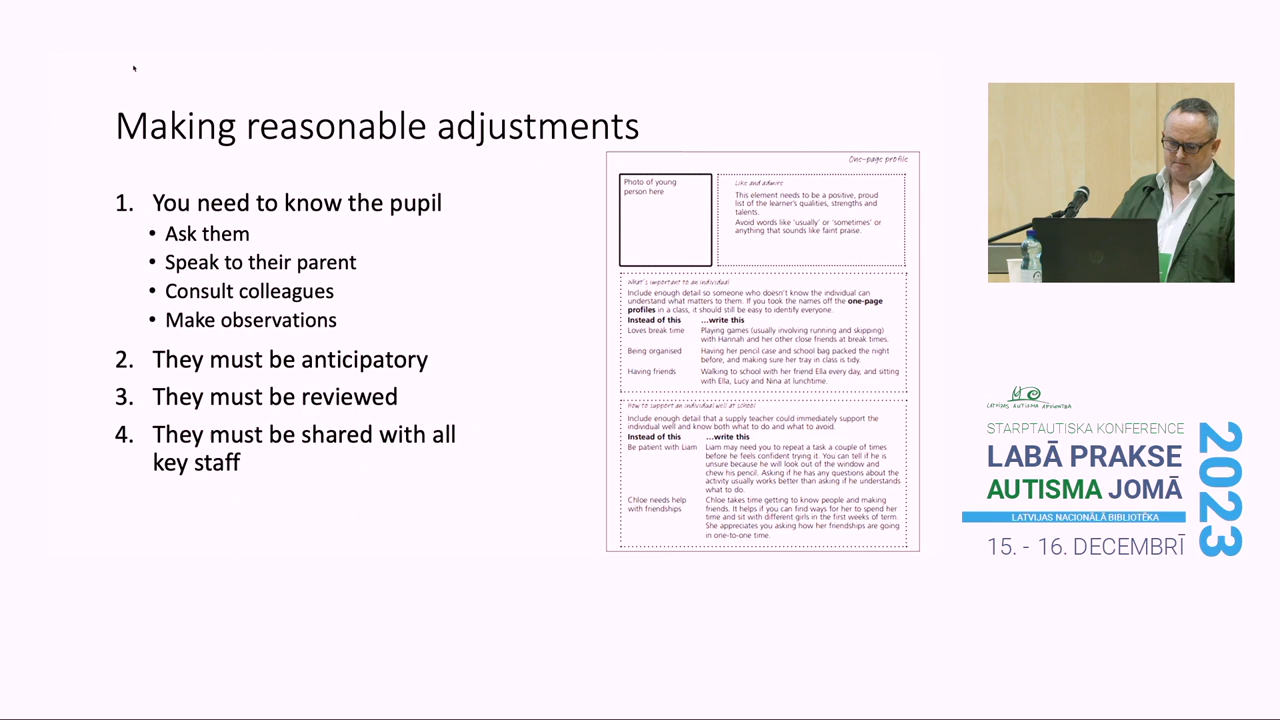 Making reasonable adjustments
1. You need to know the pupil
• Ask them
• Speak to their parent
• Consult colleagues
• Make observations
2. They must be anticipatory
3. They must be reviewed
4. They must be shared with all
key staff
One-page profile
Photo of young
person here
Like and admire
This element needs to be a positive, proud
list of the learner's qualities, strengths and
talents.
Avoid words like 'usually' or 'sometimes' or
anything that sounds like faint praise.
What's important to an individual
Include enough detail so someone who doesn't know the individual can
understand what matters to them. If you took the names off the one-page
profiles in a class, it should still be easy to identify everyone.
Instead of this ...write this
Loves break time Playing games (usually involving running and skipping)
with Hannah and her other close friends at break times.
Being organised Having her pencil case and school bag packed the night
before, and making sure her tray in class is tidy.
Having friends Walking to school with her friend Ella every day, and sitting
with Ella, Lucy and Nina at lunchtime.
How to support an individual well at school
Include enough detail that a supply teacher could immediately support the
individual well and know both what to do and what to avoid.
Instead of this ...write this
Be patient with Liam Liam may need you to repeat a task a couple of times
before he feels confident trying it. You can tell if he is
unsure because he will look out of the window and
chew his pencil. Asking if he has any questions about the
activity usually works better than asking if he understands
what to do.
Chloe needs help Chloe takes time getting to know people and making
with friendships friends. It helps if you can find ways for her to spend her
time and sit with different girls in the first weeks of term.
She appreciates you asking how her friendships are going
in one-to-one time.
LATVIJAS AUTISMA APVIENĪBA
STARPTAUTISKA KONFERENCE
LABĀ PRAKSE
AUTISMA JOMĀ
LATVIJAS NACIONĀLĀ BIBLIOTĒKA
15. - 16. DECEMBRĪ
2023